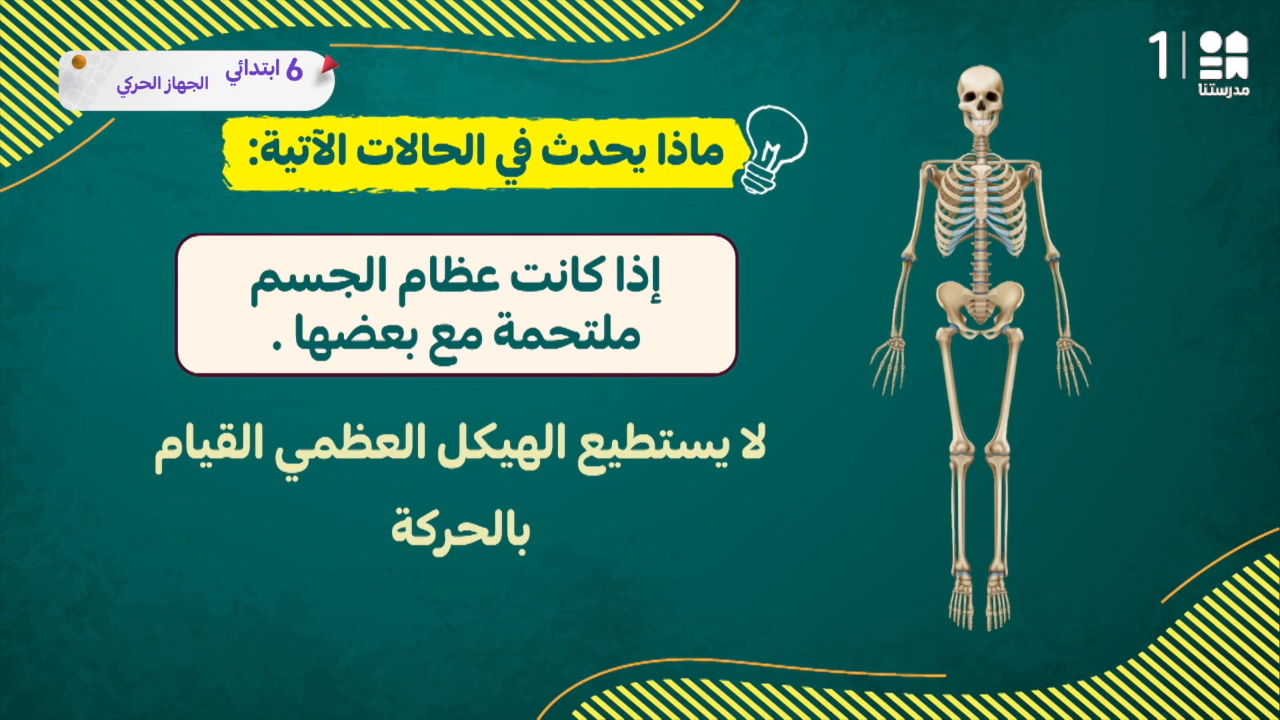 1
مدرستنا
6 ابتدائي
الجهاز الحركي
ماذا يحدث في الحالات الآتية:
إذا كانت عظام الجسم
ملتحمة مع بعضها .
لا يستطيع الهيكل العظمي القيام
بالحركة